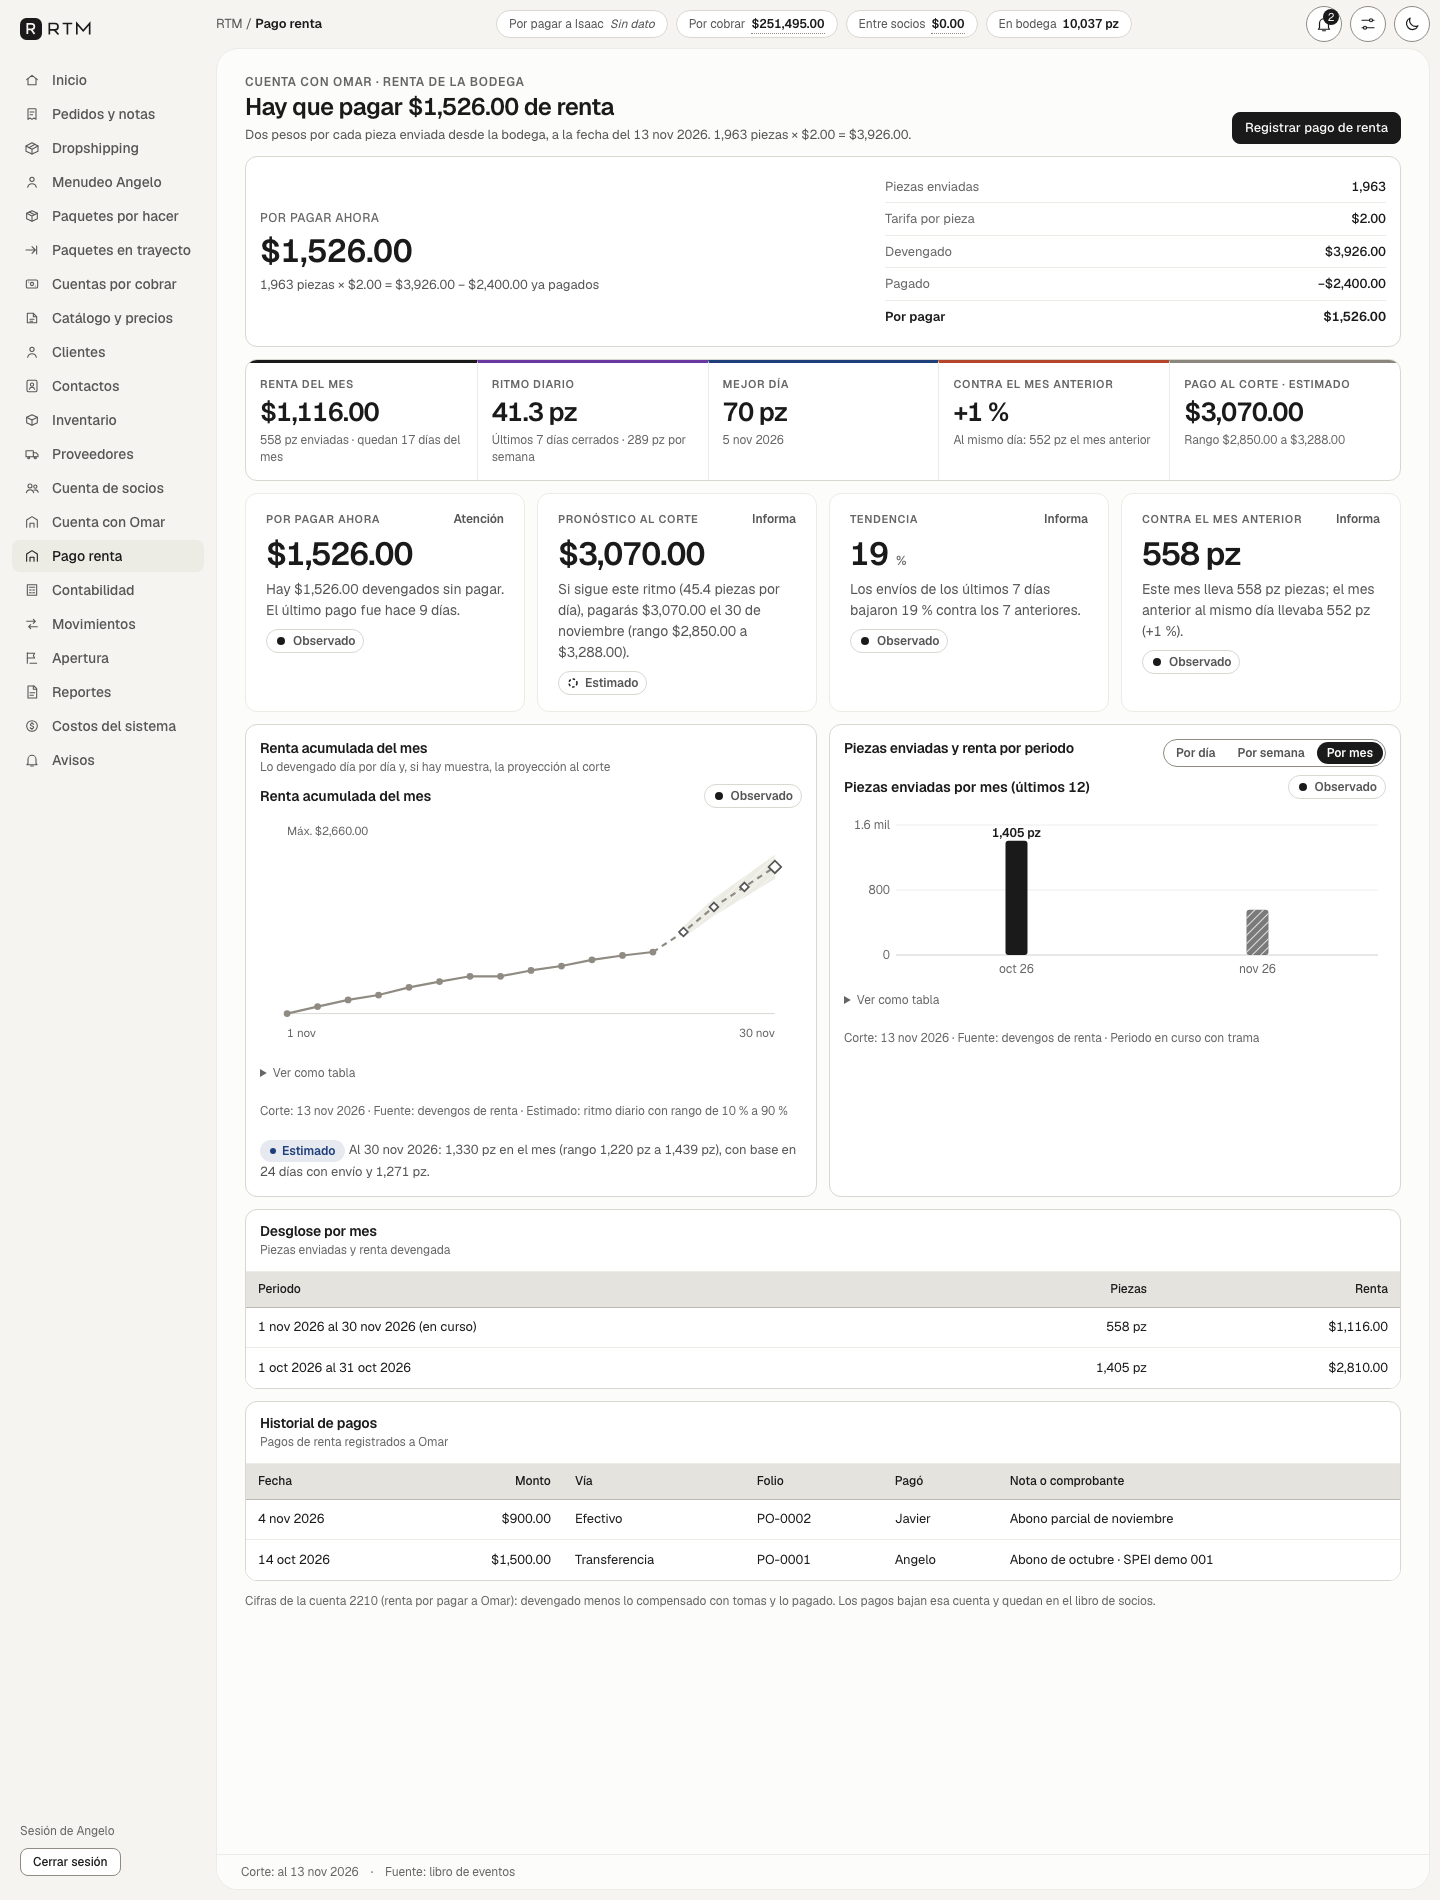 R RTM
RTM / Pago renta
Por pagar a Isaac Sin dato
Por cobrar $251,495.00
Entre socios $0.00
En bodega 10,037 pz
2
Inicio
Pedidos y notas
Dropshipping
Menudeo Angelo
Paquetes por hacer
Paquetes en trayecto
Cuentas por cobrar
Catálogo y precios
Clientes
Contactos
Inventario
Proveedores
Cuenta de socios
Cuenta con Omar
Pago renta
Contabilidad
Movimientos
Apertura
Reportes
Costos del sistema
Avisos
Sesión de Angelo
Cerrar sesión
CUENTA CON OMAR · RENTA DE LA BODEGA
Hay que pagar $1,526.00 de renta
Dos pesos por cada pieza enviada desde la bodega, a la fecha del 13 nov 2026. 1,963 piezas × $2.00 = $3,926.00.
Registrar pago de renta
POR PAGAR AHORA
$1,526.00
1,963 piezas × $2.00 = $3,926.00 − $2,400.00 ya pagados
Piezas enviadas 1,963
Tarifa por pieza $2.00
Devengado $3,926.00
Pagado −$2,400.00
Por pagar $1,526.00
RENTA DEL MES
$1,116.00
558 pz enviadas · quedan 17 dias del
mes
RITMO DIARIO
41.3 pz
Últimos 7 días cerrados · 289 pz por
semana
MEJOR DÍA
70 pz
5 nov 2026
CONTRA EL MES ANTERIOR
+1 %
Al mismo día: 552 pz el mes anterior
PAGO AL CORTE · ESTIMADO
$3,070.00
Rango $2,850.00 a $3,288.00
POR PAGAR AHORA Atención
$1,526.00
Hay $1,526.00 devengados sin pagar.
El último pago fue hace 9 días.
Observado
PRONÓSTICO AL CORTE Informa
$3,070.00
Si sigue este ritmo (45.4 piezas por
día), pagarás $3,070.00 el 30 de
noviembre (rango $2,850.00 a
$3,288.00).
Estimado
TENDENCIA Informa
19 %
Los envíos de los últimos 7 días
bajaron 19 % contra los 7 anteriores.
Observado
CONTRA EL MES ANTERIOR Informa
558 pz
Este mes lleva 558 pz piezas; el mes
anterior al mismo día llevaba 552 pz
(+1 %).
Observado
Renta acumulada del mes
Lo devengado día por día y, si hay muestra, la proyección al corte
Renta acumulada del mes Observado
Máx. $2,660.00
1 nov 30 nov
Ver como tabla
Corte: 13 nov 2026 · Fuente: devengos de renta · Estimado: ritmo diario con rango de 10 % a 90 %
Estimado Al 30 nov 2026: 1,330 pz en el mes (rango 1,220 pz a 1,439 pz), con base en
24 días con envío y 1,271 pz.
Piezas enviadas y renta por periodo
Por día Por semana Por mes
Piezas enviadas por mes (últimos 12) Observado
1.6 mil
1,405 pz
800
0
oct 26 nov 26
Ver como tabla
Corte: 13 nov 2026 · Fuente: devengos de renta · Periodo en curso con trama
Desglose por mes
Piezas enviadas y renta devengada
Periodo Piezas Renta
1 nov 2026 al 30 nov 2026 (en curso) 558 pz $1,116.00
1 oct 2026 al 31 oct 2026 1,405 pz $2,810.00
Historial de pagos
Pagos de renta registrados a Omar
Fecha Monto Vía Folio Pagó Nota o comprobante
4 nov 2026 $900.00 Efectivo PO-0002 Javier Abono parcial de noviembre
14 oct 2026 $1,500.00 Transferencia PO-0001 Angelo Abono de octubre · SPEI demo 001
Cifras de la cuenta 2210 (renta por pagar a Omar): devengado menos lo compensado con tomas y lo pagado. Los pagos bajan esa cuenta y quedan en el libro de socios.
Corte: al 13 nov 2026 · Fuente: libro de eventos